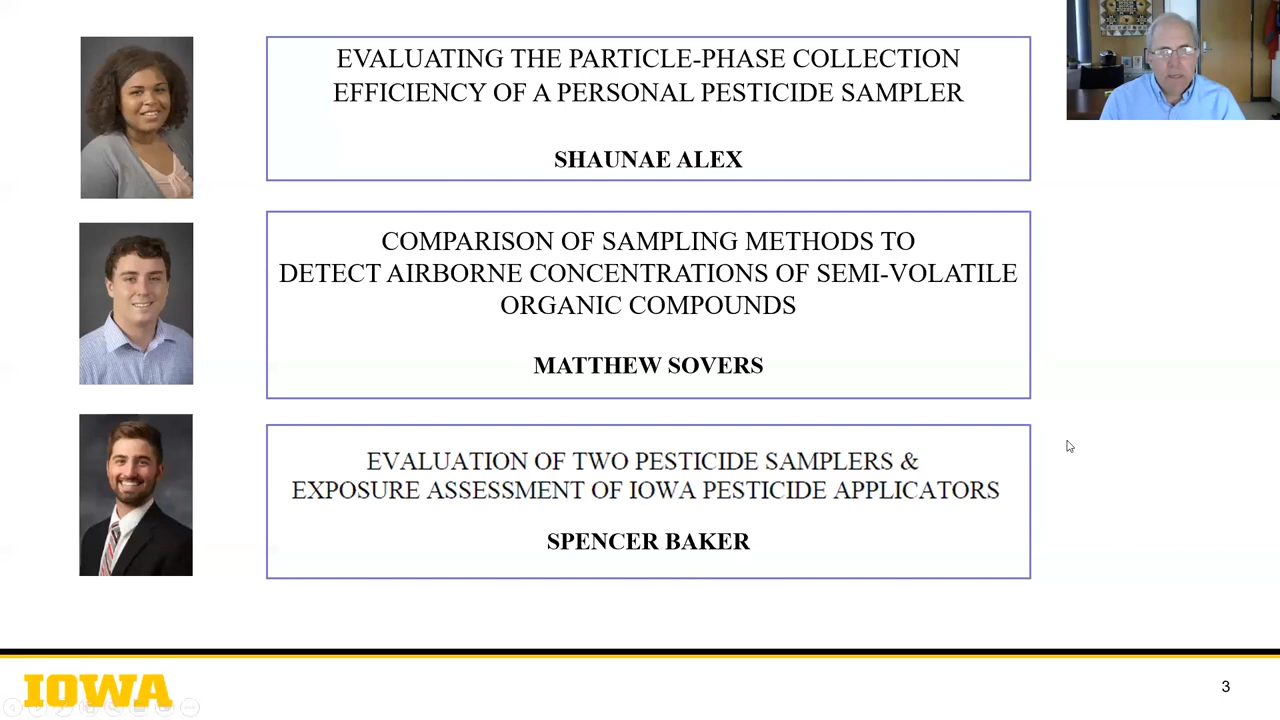 EVALUATING THE PARTICLE-PHASE COLLECTION
EFFICIENCY OF A PERSONAL PESTICIDE SAMPLER
SHAUNAE ALEX
COMPARISON OF SAMPLING METHODS TO
DETECT AIRBORNE CONCENTRATIONS OF SEMI-VOLATILE
ORGANIC COMPOUNDS
MATTHEW SOVERS
EVALUATION OF TWO PESTICIDE SAMPLERS &
EXPOSURE ASSESSMENT OF IOWA PESTICIDE APPLICATORS
SPENCER BAKER
IOWA
3